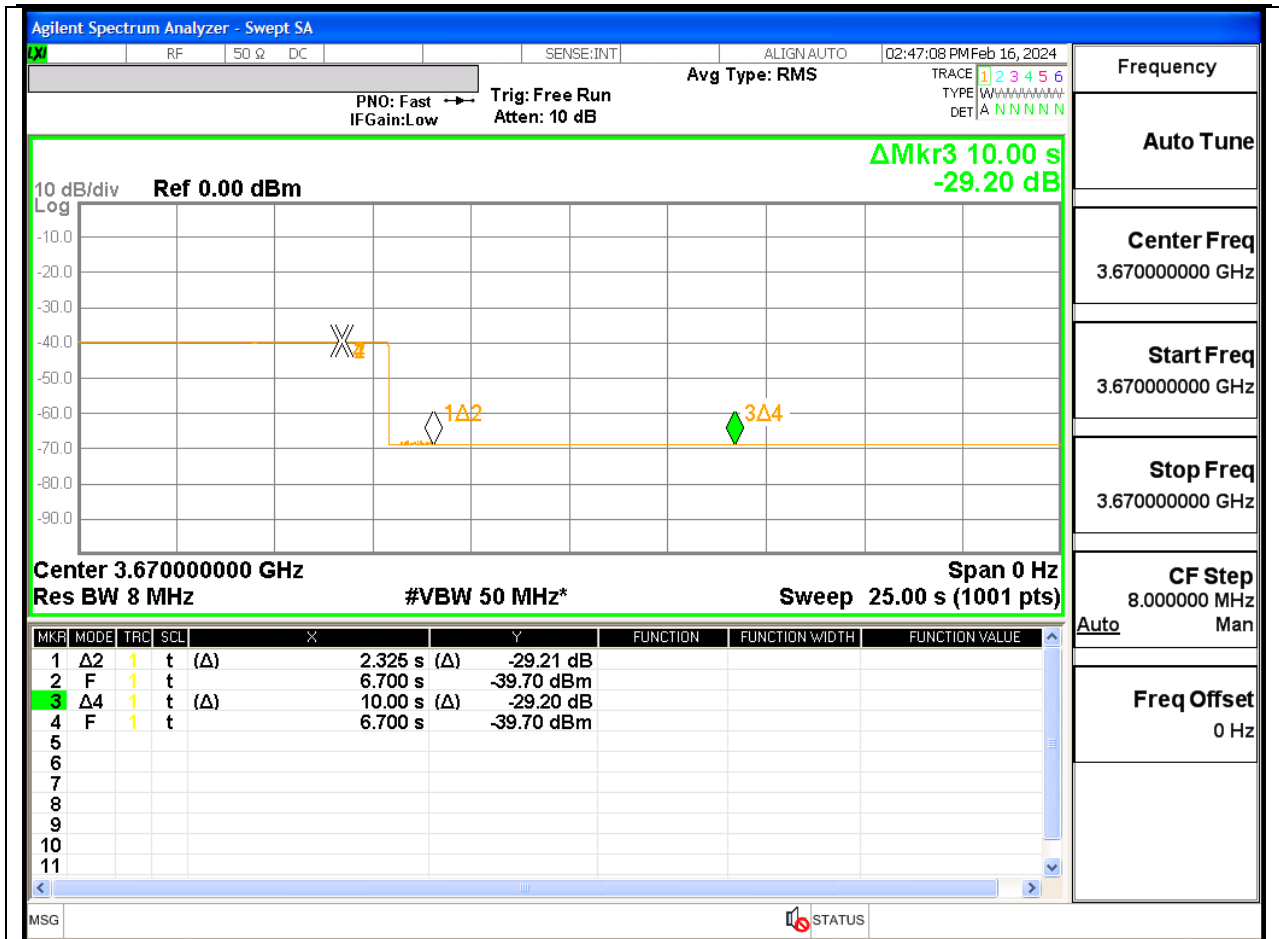 Agilent Spectrum Analyzer - Swept SA
LXI RF 50 Ω DC SENSE:INT ALIGN AUTO 02:47:08 PM Feb 16, 2024
Avg Type: RMS
TRACE 1 2 3 4 5 6
PNO: Fast Trig: Free Run
TYPE WWWWWW
IFGain:Low Atten: 10 dB
DET A N N N N N
ΔMkr3 10.00 s
-29.20 dB
10 dB/div Ref 0.00 dBm
Log
-10.0
-20.0
-30.0
-40.0
-50.0
-60.0
1Δ2 3Δ4
-70.0
-80.0
-90.0
Center 3.670000000 GHz Span 0 Hz
Res BW 8 MHz #VBW 50 MHz* Sweep 25.00 s (1001 pts)
MKR MODE TRC SCL X Y FUNCTION FUNCTION WIDTH FUNCTION VALUE
1 Δ2 1 t (Δ) 2.325 s (Δ) -29.21 dB
2 F 1 t 6.700 s -39.70 dBm
3 Δ4 1 t (Δ) 10.00 s (Δ) -29.20 dB
4 F 1 t 6.700 s -39.70 dBm
5
6
7
8
9
10
11
MSG STATUS
Frequency
Auto Tune
Center Freq
3.670000000 GHz
Start Freq
3.670000000 GHz
Stop Freq
3.670000000 GHz
CF Step
8.000000 MHz
Auto Man
Freq Offset
0 Hz